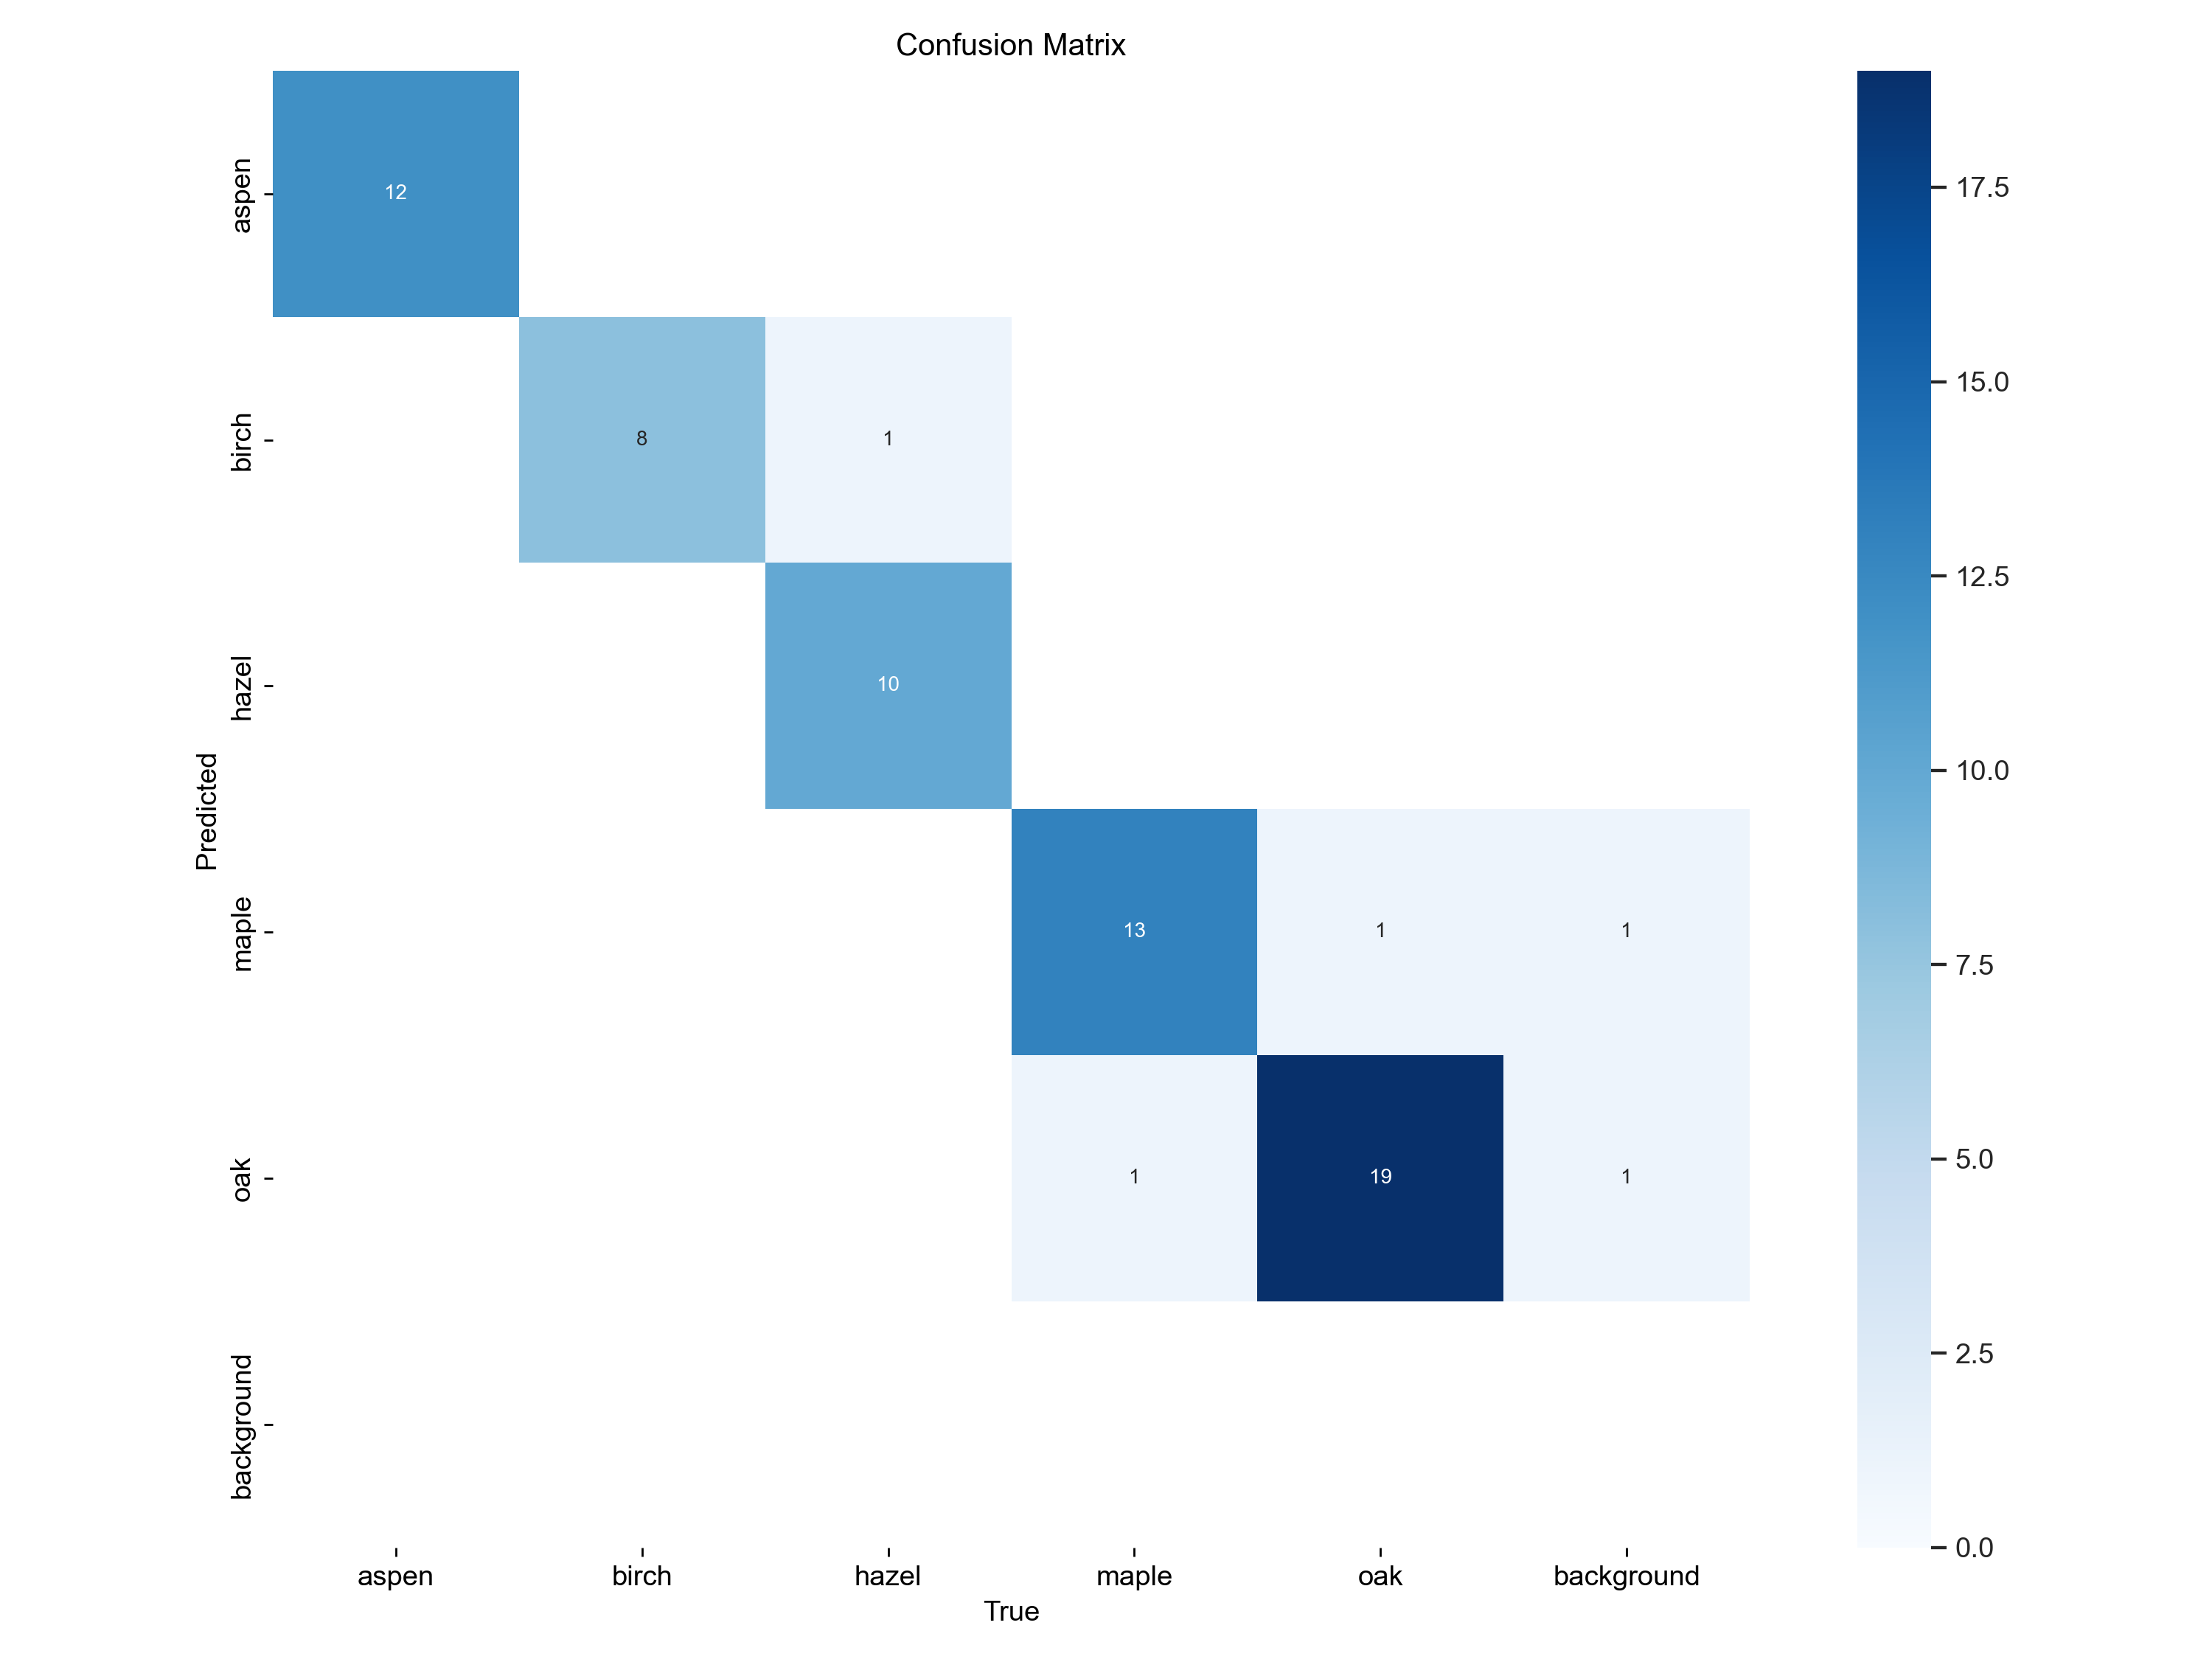 Confusion Matrix
aspen
12
birch
8 1
hazel
10
maple
13 1 1
oak
1 19 1
background
Predicted
aspen birch hazel maple oak background
True
17.5
15.0
12.5
10.0
7.5
5.0
2.5
0.0